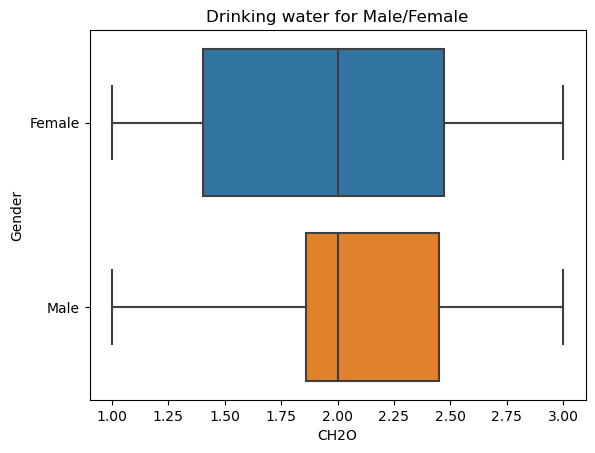 Drinking water for Male/Female
Gender
Female
Male
1.00 1.25 1.50 1.75 2.00 2.25 2.50 2.75 3.00
CH2O